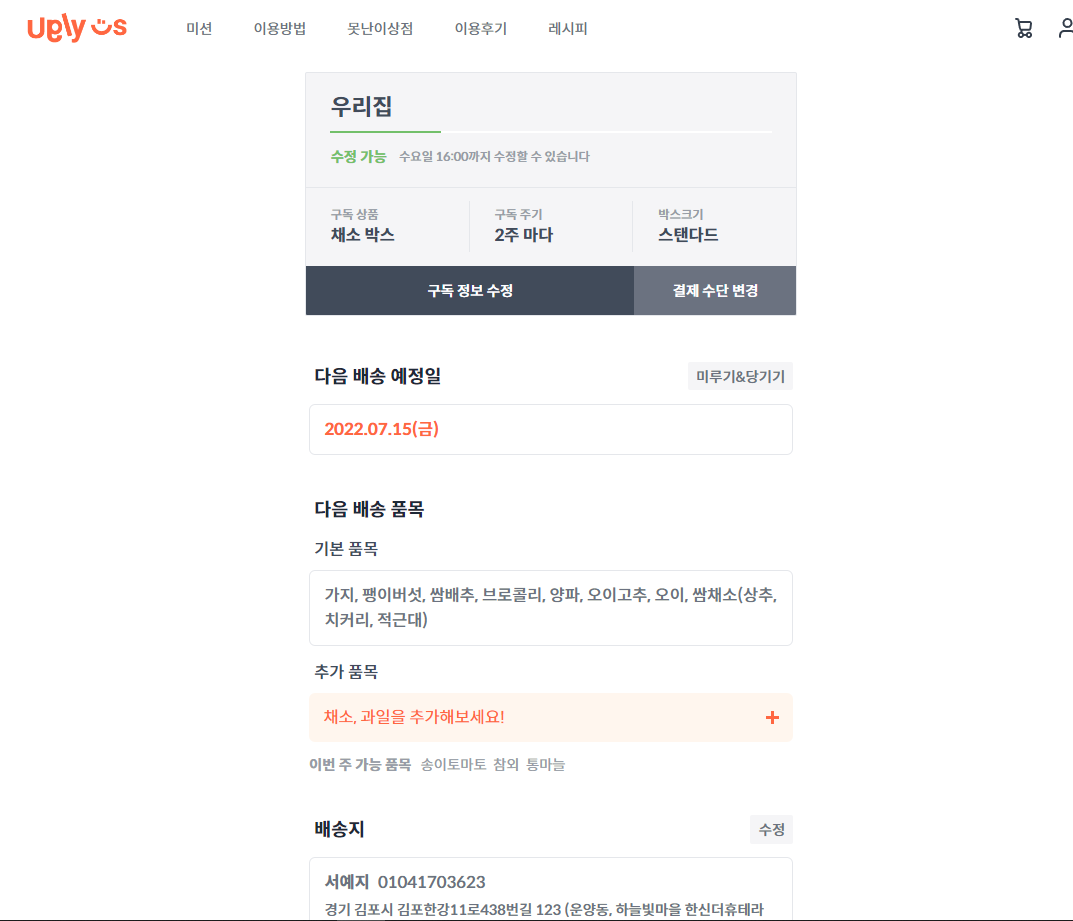 Uglyus
미션 이용방법 못난이상점 이용후기 레시피
우리집
수정 가능 수요일 16:00까지 수정할 수 있습니다
구독 상품 구독 주기 박스크기
채소 박스 2주 마다 스탠다드
구독 정보 수정 결제 수단 변경
다음 배송 예정일 미루기&당기기
2022.07.15(금)
다음 배송 품목
기본 품목
가지, 팽이버섯, 쌈배추, 브로콜리, 양파, 오이고추, 오이, 쌈채소(상추,
치커리, 적근대)
추가 품목
채소, 과일을 추가해보세요! +
이번 주 가능 품목 송이토마토 참외 통마늘
배송지 수정
서예지 01041703623
경기 김포시 김포한강11로438번길 123 (운양동, 하늘빛마을 한신더휴테라